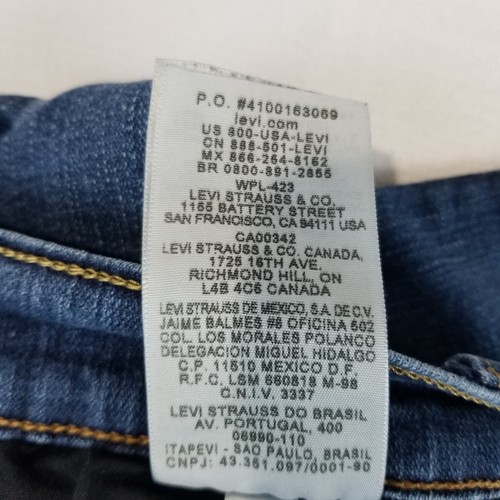 P.O. #4100163069
levi.com
US 800-USA-LEVI
CN 888-501-LEVI
MX 866-264-8162
BR 0800-891-2855
WPL-423
LEVI STRAUSS & CO.
1155 BATTERY STREET
SAN FRANCISCO, CA 94111 USA
CA00342
LEVI STRAUSS & CO. CANADA,
1725 16TH AVE.
RICHMOND HILL, ON
L4B 4C6 CANADA
LEVI STRAUSS DE MEXICO, S.A. DE C.V.
JAIME BALMES #8 OFICINA 602
COL. LOS MORALES POLANCO
DELEGACION MIGUEL HIDALGO
C.P. 11510 MEXICO D.F.
R.F.C. LSM 660818 M-98
C.N.I.V. 3337
LEVI STRAUSS DO BRASIL
AV. PORTUGAL, 400
06690-110
ITAPEVI - SAO PAULO, BRASIL
CNPJ: 43.351.097/0001-90